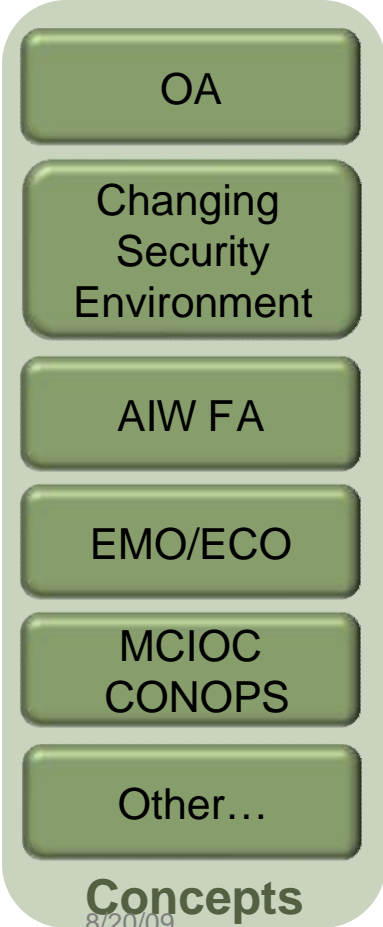 OA
Changing
Security
Environment
AIW FA
EMO/ECO
MCIOC
CONOPS
Other…
Concepts
8/20/09